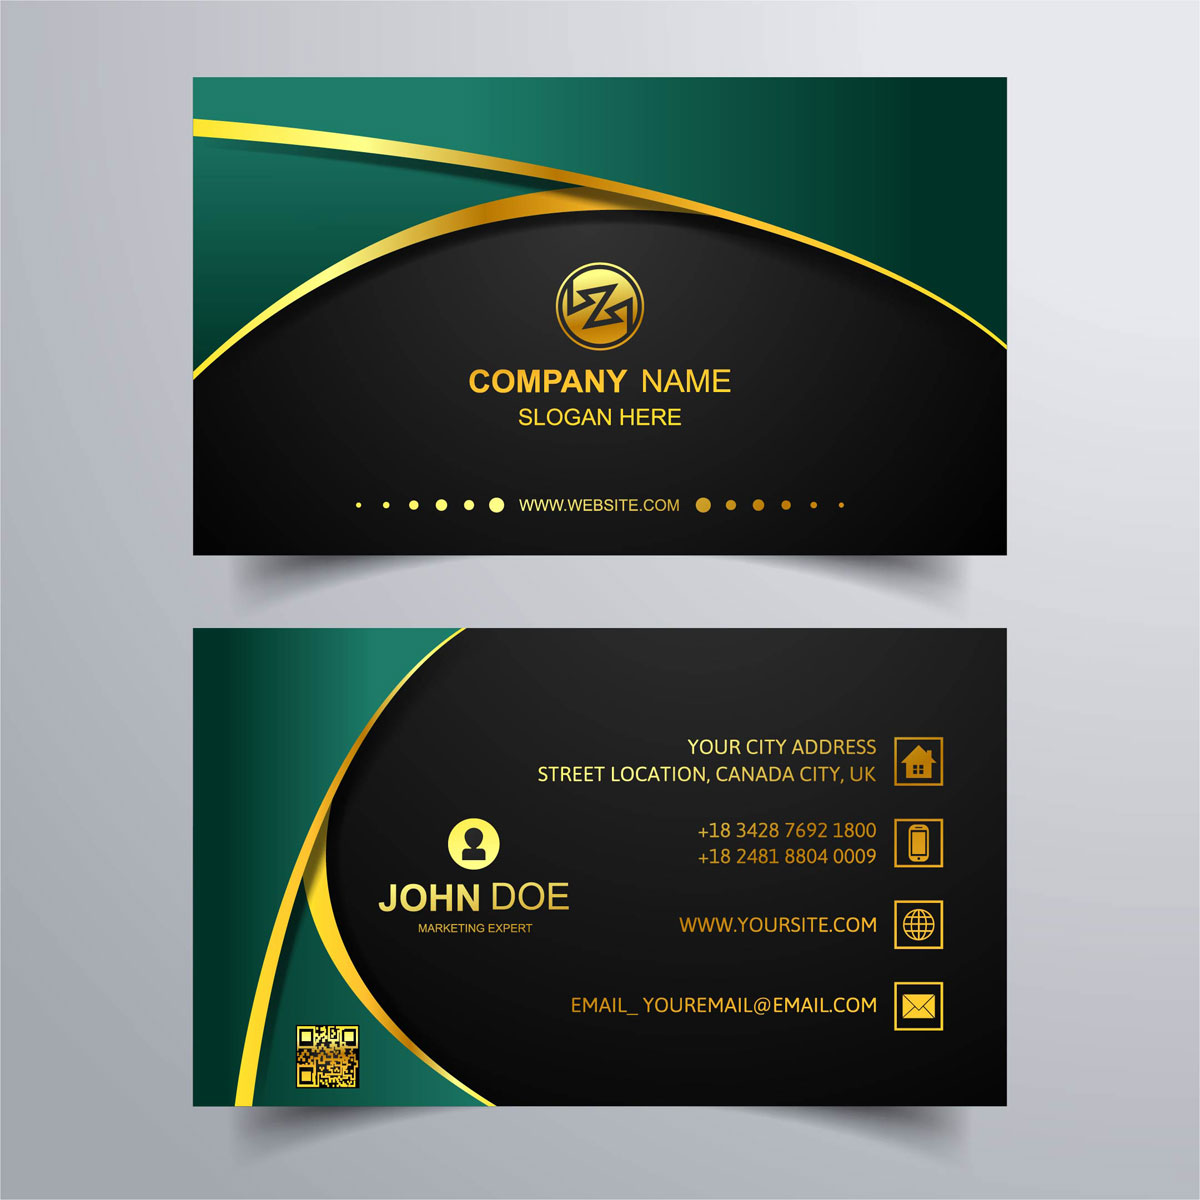 COMPANY NAME
SLOGAN HERE
WWW.WEBSITE.COM
YOUR CITY ADDRESS
STREET LOCATION, CANADA CITY, UK
+18 3428 7692 1800
+18 2481 8804 0009
JOHN DOE
MARKETING EXPERT
WWW.YOURSITE.COM
EMAIL_ YOUREMAIL@EMAIL.COM